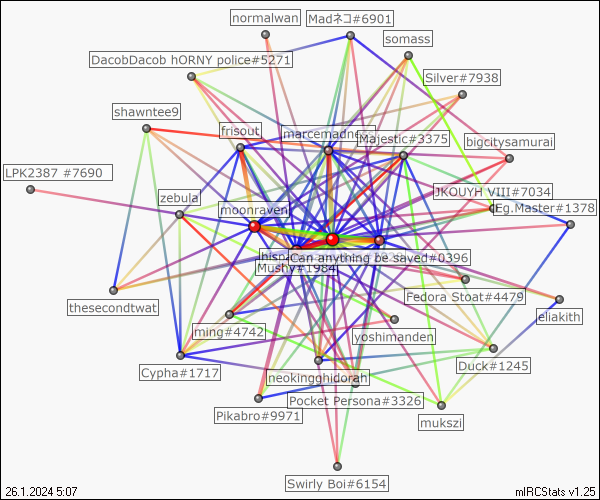 normalwan
Madネコ#6901
somass
DacobDacob hORNY police#5271
Silver#7938
shawntee9
frisout
marcemadne
Majestic#3375
bigcitysamurai
LPK2387 #7690
zebula
JKOUYH VIII#7034
moonraven
Eg.Master#1378
hisp
Can anything be saved#0396
Mushy#1984
Fedora Stoat#4479
thesecondtwat
eliakith
ming#4742
yoshimanden
Cypha#1717
Duck#1245
neokingghidorah
Pocket Persona#3326
Pikabro#9971
mukszi
Swirly Boi#6154
26.1.2024 5:07
mIRCStats v1.25